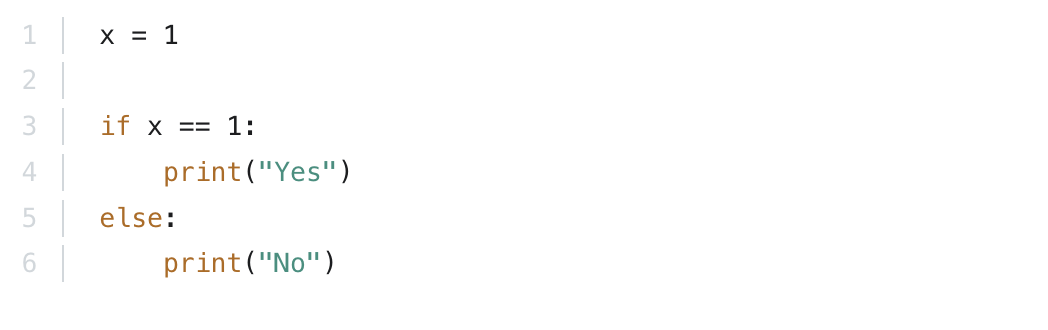 1 x = 1
2
3 if x == 1:
4     print("Yes")
5 else:
6     print("No")